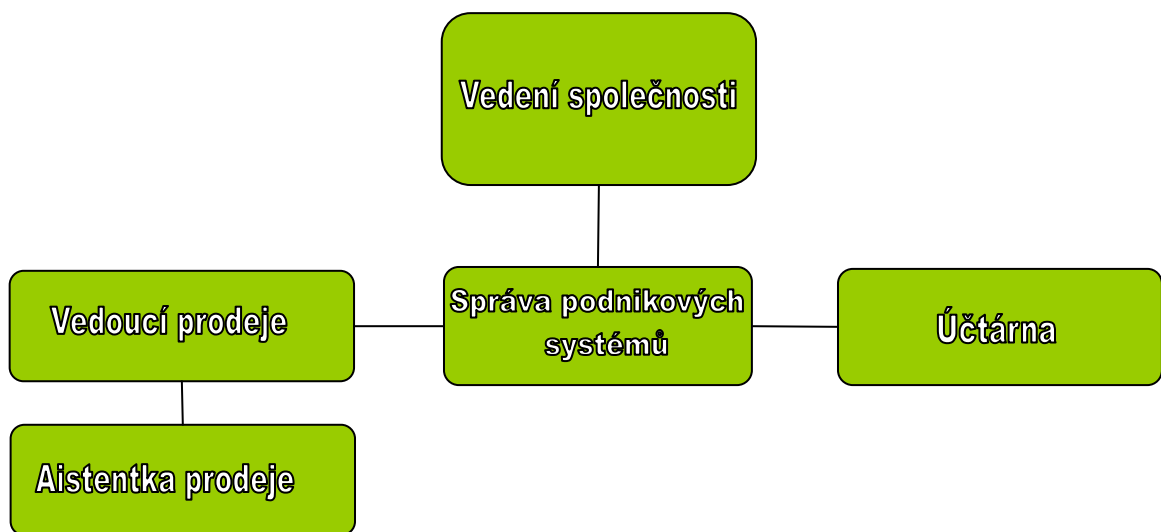 Vedení společnosti
Vedoucí prodeje
Správa podnikových
systémů
Účtárna
Aistentka prodeje